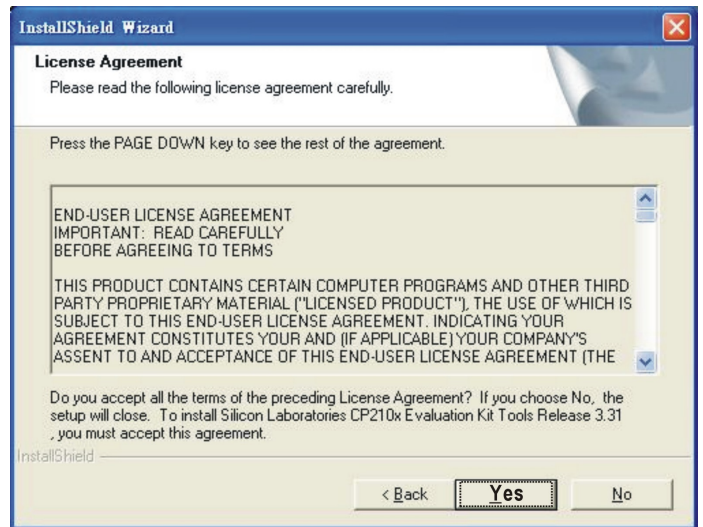 InstallShield Wizard
License Agreement
Please read the following license agreement carefully.
Press the PAGE DOWN key to see the rest of the agreement.
END-USER LICENSE AGREEMENT
IMPORTANT: READ CAREFULLY
BEFORE AGREEING TO TERMS
THIS PRODUCT CONTAINS CERTAIN COMPUTER PROGRAMS AND OTHER THIRD
PARTY PROPRIETARY MATERIAL ("LICENSED PRODUCT"), THE USE OF WHICH IS
SUBJECT TO THIS END-USER LICENSE AGREEMENT. INDICATING YOUR
AGREEMENT CONSTITUTES YOUR AND (IF APPLICABLE) YOUR COMPANY'S
ASSENT TO AND ACCEPTANCE OF THIS END-USER LICENSE AGREEMENT (THE
Do you accept all the terms of the preceding License Agreement? If you choose No, the
setup will close. To install Silicon Laboratories CP210x Evaluation Kit Tools Release 3.31
, you must accept this agreement.
InstallShield
< Back
Yes
No